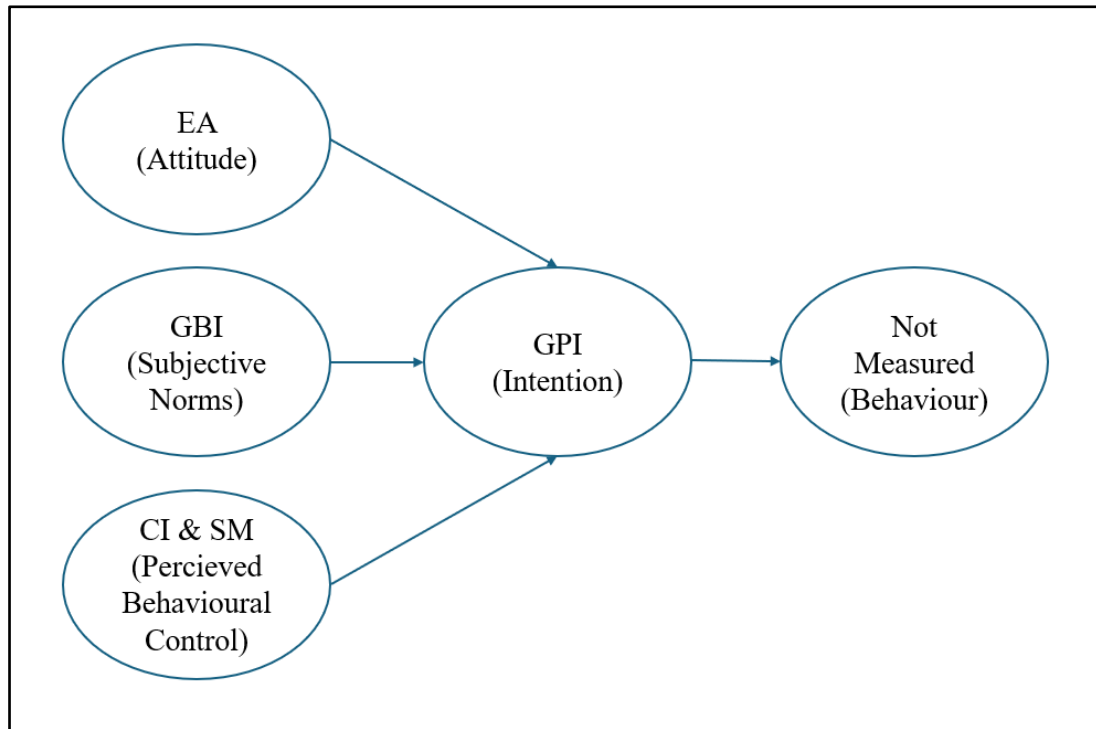 EA
(Attitude)
GBI
(Subjective
Norms)
CI & SM
(Percieved
Behavioural
Control)
GPI
(Intention)
Not
Measured
(Behaviour)